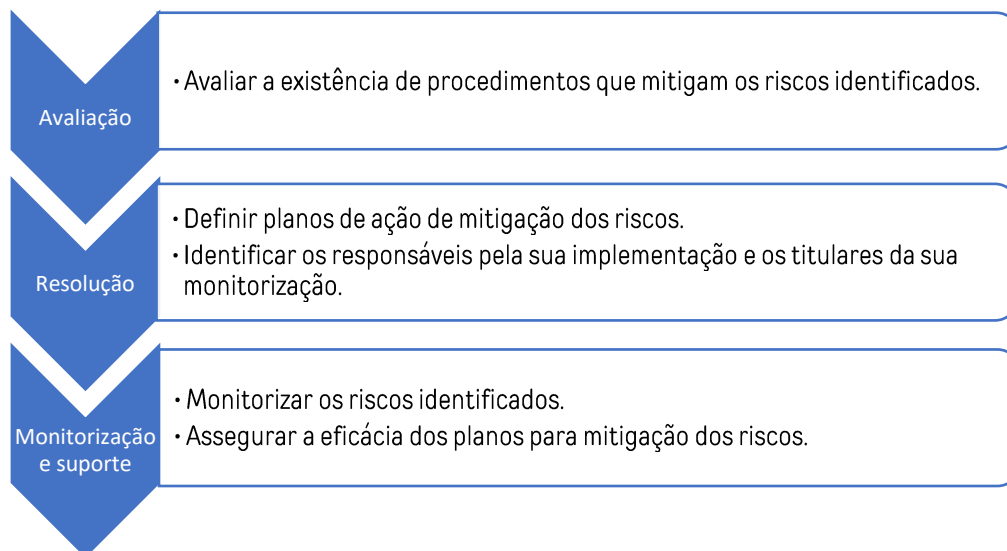 Avaliação
• Avaliar a existência de procedimentos que mitigam os riscos identificados.
Resolução
• Definir planos de ação de mitigação dos riscos.
• Identificar os responsáveis pela sua implementação e os titulares da sua
monitorização.
Monitorização
e suporte
• Monitorizar os riscos identificados.
• Assegurar a eficácia dos planos para mitigação dos riscos.